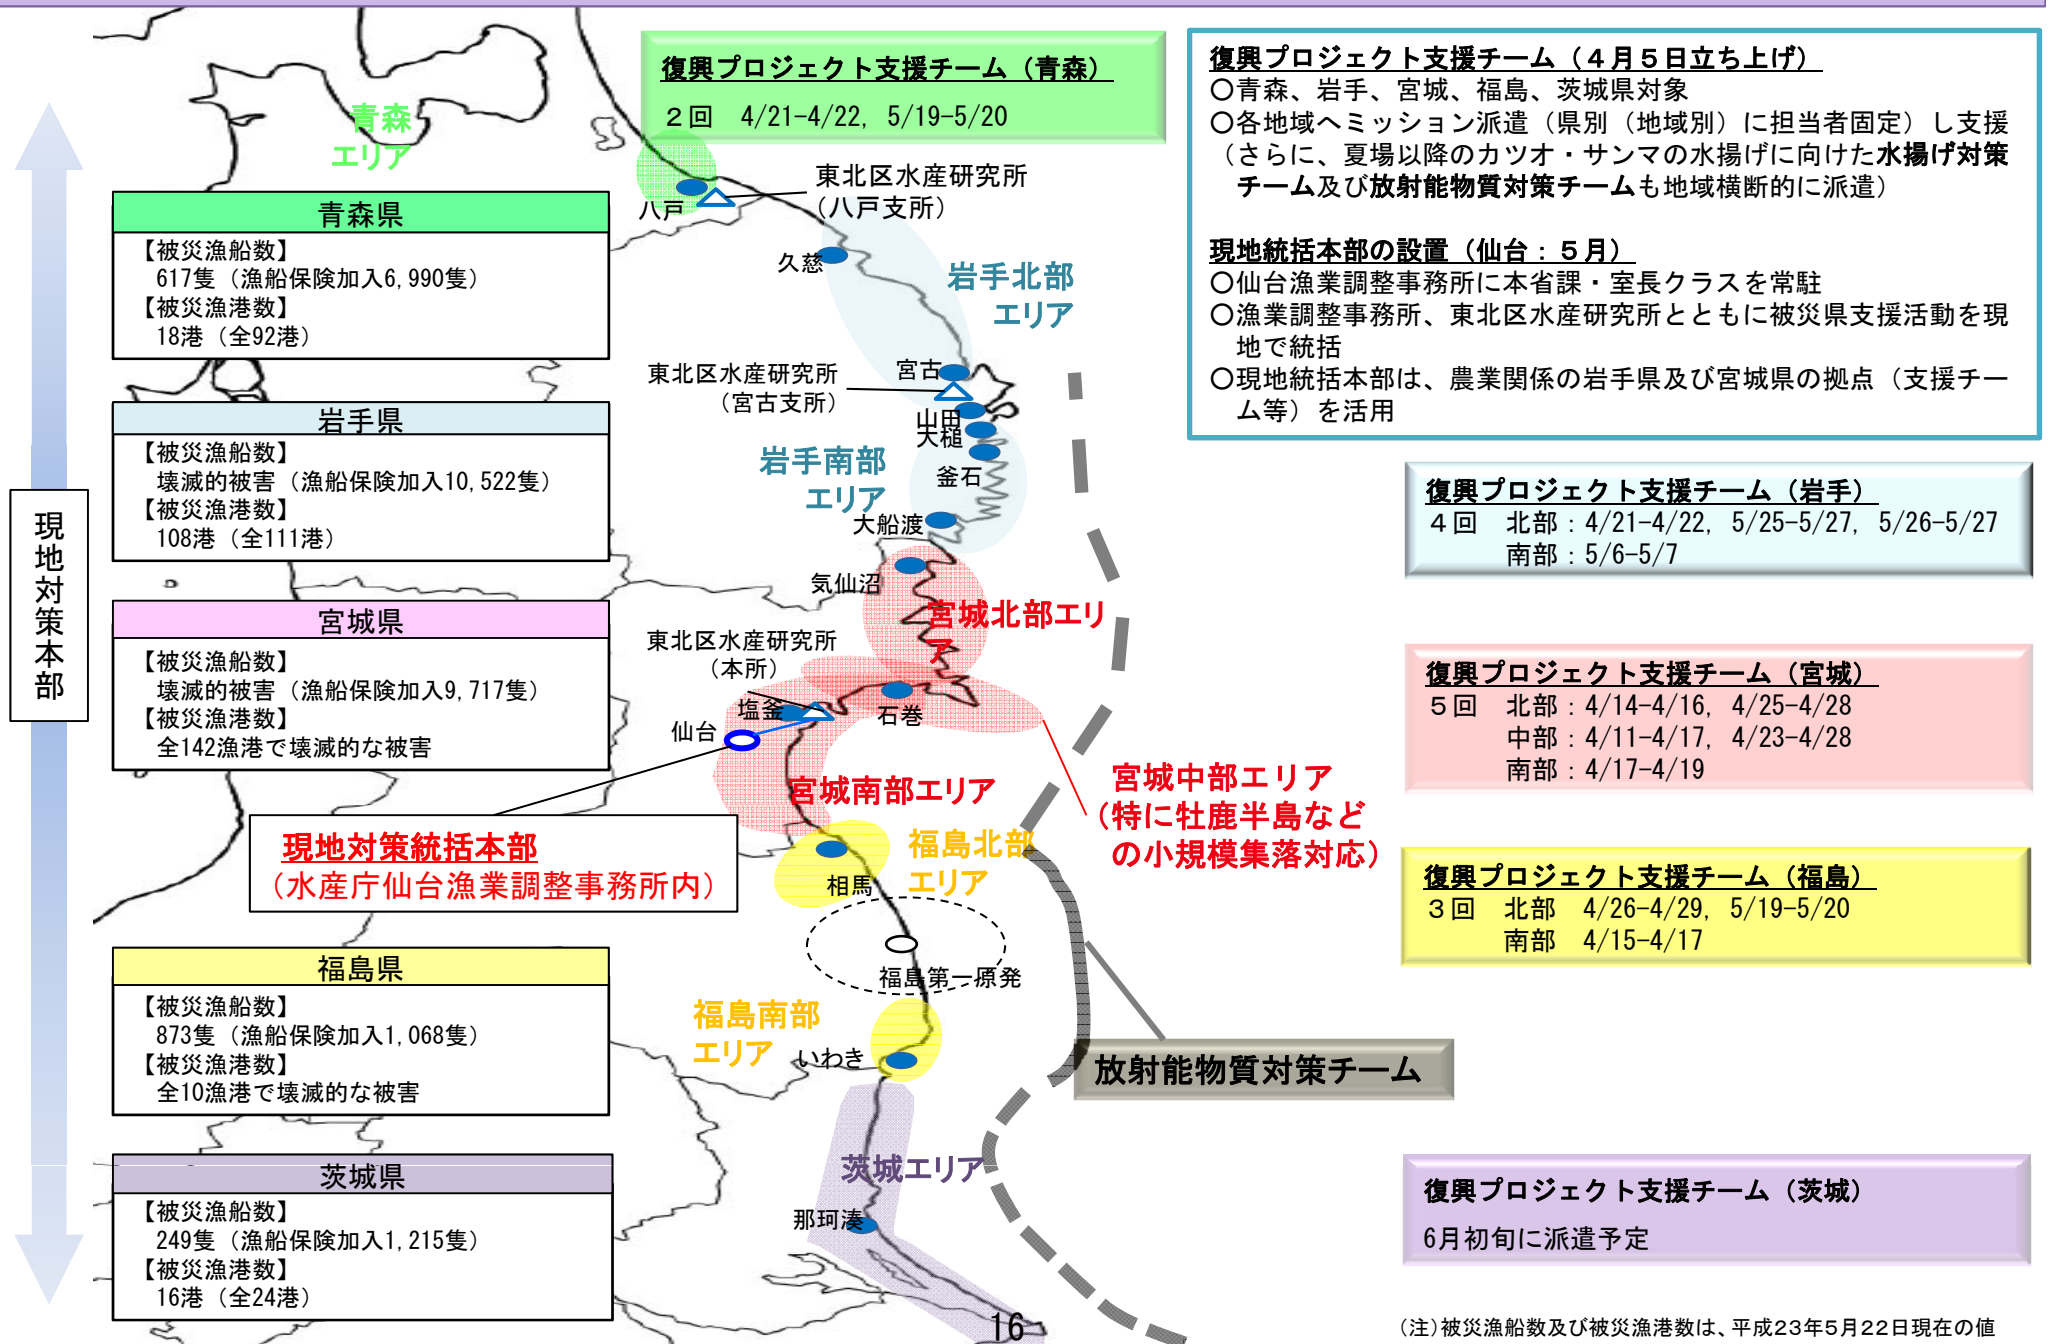 復興プロジェクト支援チーム（青森）
２回　4/21-4/22, 5/19-5/20
復興プロジェクト支援チーム（４月５日立ち上げ）
○青森、岩手、宮城、福島、茨城県対象
○各地域へミッション派遣（県別（地域別）に担当者固定）し支援
（さらに、夏場以降のカツオ・サンマの水揚げに向けた水揚げ対策
チーム及び放射能物質対策チームも地域横断的に派遣）
現地統括本部の設置（仙台：５月）
○仙台漁業調整事務所に本省課・室長クラスを常駐
○漁業調整事務所、東北区水産研究所とともに被災県支援活動を現
地で統括
○現地統括本部は、農業関係の岩手県及び宮城県の拠点（支援チー
ム等）を活用
青森
エリア
東北区水産研究所
（八戸支所）
八戸
久慈
岩手北部
エリア
東北区水産研究所
（宮古支所）
宮古
山田
大槌
岩手南部
エリア
釜石
大船渡
気仙沼
宮城北部エリ
ア
東北区水産研究所
（本所）
塩釜
石巻
仙台
宮城南部エリア
宮城中部エリア
（特に牡鹿半島など
の小規模集落対応）
現地対策統括本部
（水産庁仙台漁業調整事務所内）
福島北部
エリア
相馬
福島第一原発
福島南部
エリア
いわき
放射能物質対策チーム
茨城エリア
那珂湊
現地対策本部
青森県
【被災漁船数】
617隻（漁船保険加入6,990隻）
【被災漁港数】
18港（全92港）
岩手県
【被災漁船数】
壊滅的被害（漁船保険加入10,522隻）
【被災漁港数】
108港（全111港）
宮城県
【被災漁船数】
壊滅的被害（漁船保険加入9,717隻）
【被災漁港数】
全142漁港で壊滅的な被害
福島県
【被災漁船数】
873隻（漁船保険加入1,068隻）
【被災漁港数】
全10漁港で壊滅的な被害
茨城県
【被災漁船数】
249隻（漁船保険加入1,215隻）
【被災漁港数】
16港（全24港）
復興プロジェクト支援チーム（岩手）
４回　北部：4/21-4/22, 5/25-5/27, 5/26-5/27
南部：5/6-5/7
復興プロジェクト支援チーム（宮城）
５回　北部：4/14-4/16, 4/25-4/28
中部：4/11-4/17, 4/23-4/28
南部：4/17-4/19
復興プロジェクト支援チーム（福島）
３回　北部　4/26-4/29, 5/19-5/20
南部　4/15-4/17
復興プロジェクト支援チーム（茨城）
6月初旬に派遣予定
16
（注）被災漁船数及び被災漁港数は、平成23年5月22日現在の値